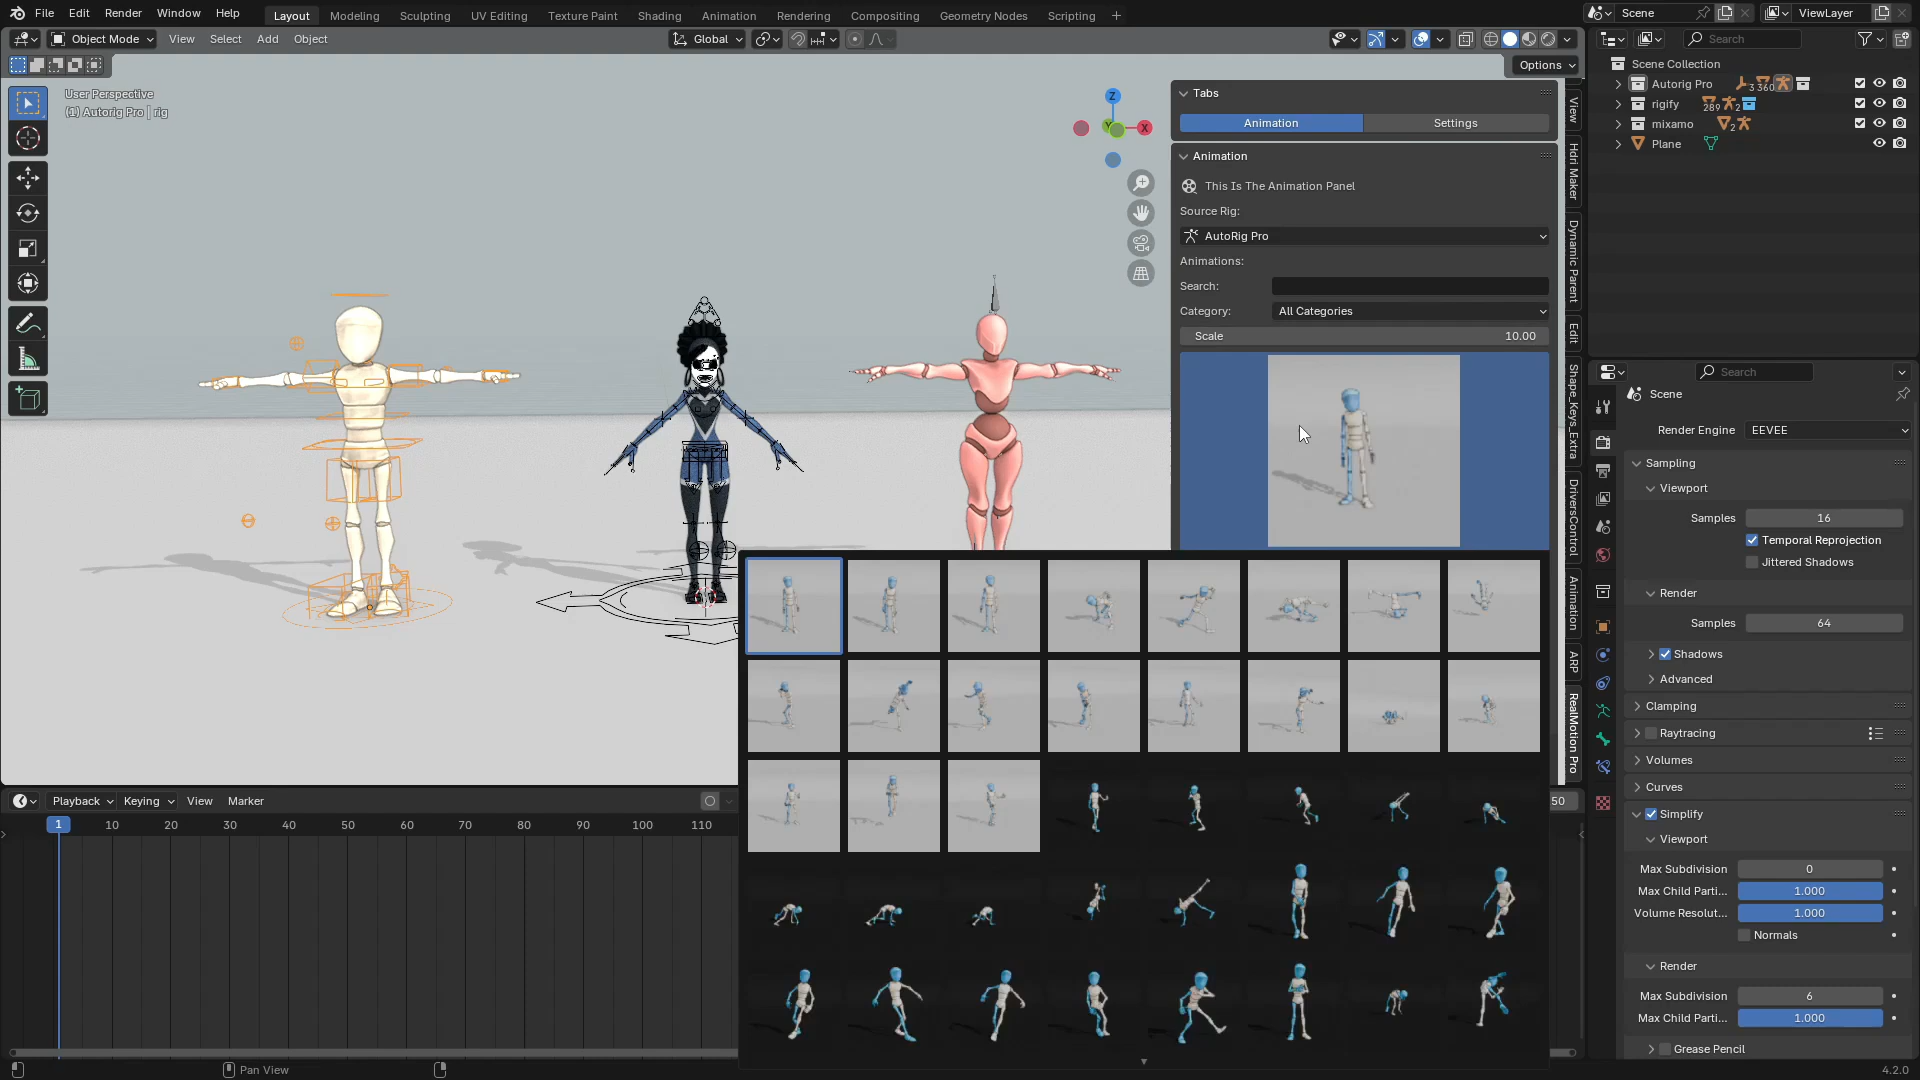 File Edit Render Window Help Layout Modeling Sculpting UV Editing Texture Paint Shading Animation Rendering Compositing Geometry Nodes Scripting + Scene ViewLayer
Object Mode View Select Add Object Global Search
Options
User Perspective
(1) Autorig Pro | rig
Z
Y
X
Tabs
Animation Settings
Animation
This Is The Animation Panel
Source Rig:
AutoRig Pro
Animations:
Search:
Category: All Categories
Scale 10.00
View
Hdri Maker
Dynamic Parent
Edit
Shape_Keys_Extra
DriversControl
Animation
ARP
RealMotion Pro
Scene Collection
Autorig Pro 3 360
rigify 289 2
mixamo 2
Plane
Search
Scene
Render Engine EEVEE
Sampling
Viewport
Samples 16
Temporal Reprojection
Jittered Shadows
Render
Samples 64
Shadows
Advanced
Clamping
Raytracing
Volumes
Curves
Simplify
Viewport
Max Subdivision 0
Max Child Parti... 1.000
Volume Resolut... 1.000
Normals
Render
Max Subdivision 6
Max Child Parti... 1.000
Grease Pencil
Playback Keying View Marker 50
1 10 20 30 40 50 60 70 80 90 100 110
Pan View
4.2.0